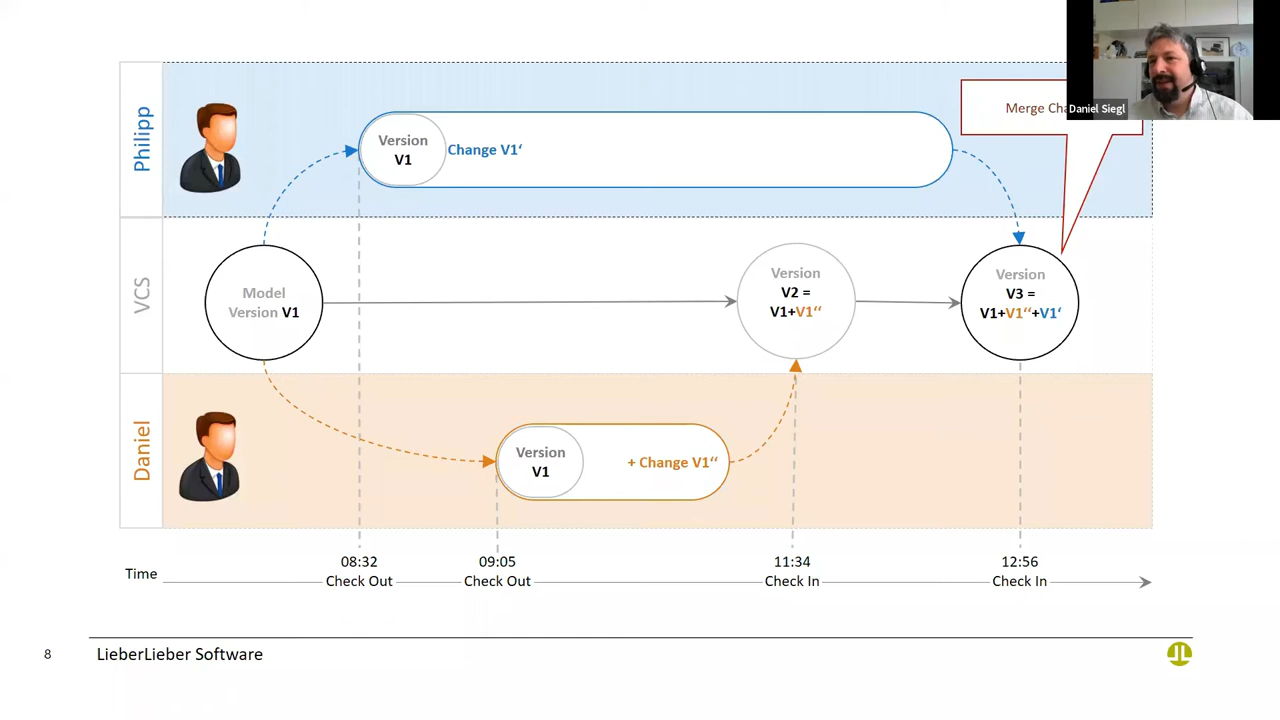 Daniel Siegl
Merge
Philipp
Version
V1
Change V1‘
VCS
Model
Version V1
Version
V2 =
V1+V1‘‘
Version
V3 =
V1+V1‘‘+V1‘
Daniel
Version
V1
+ Change V1‘‘
Time
08:32
Check Out
09:05
Check Out
11:34
Check In
12:56
Check In
8
LieberLieber Software